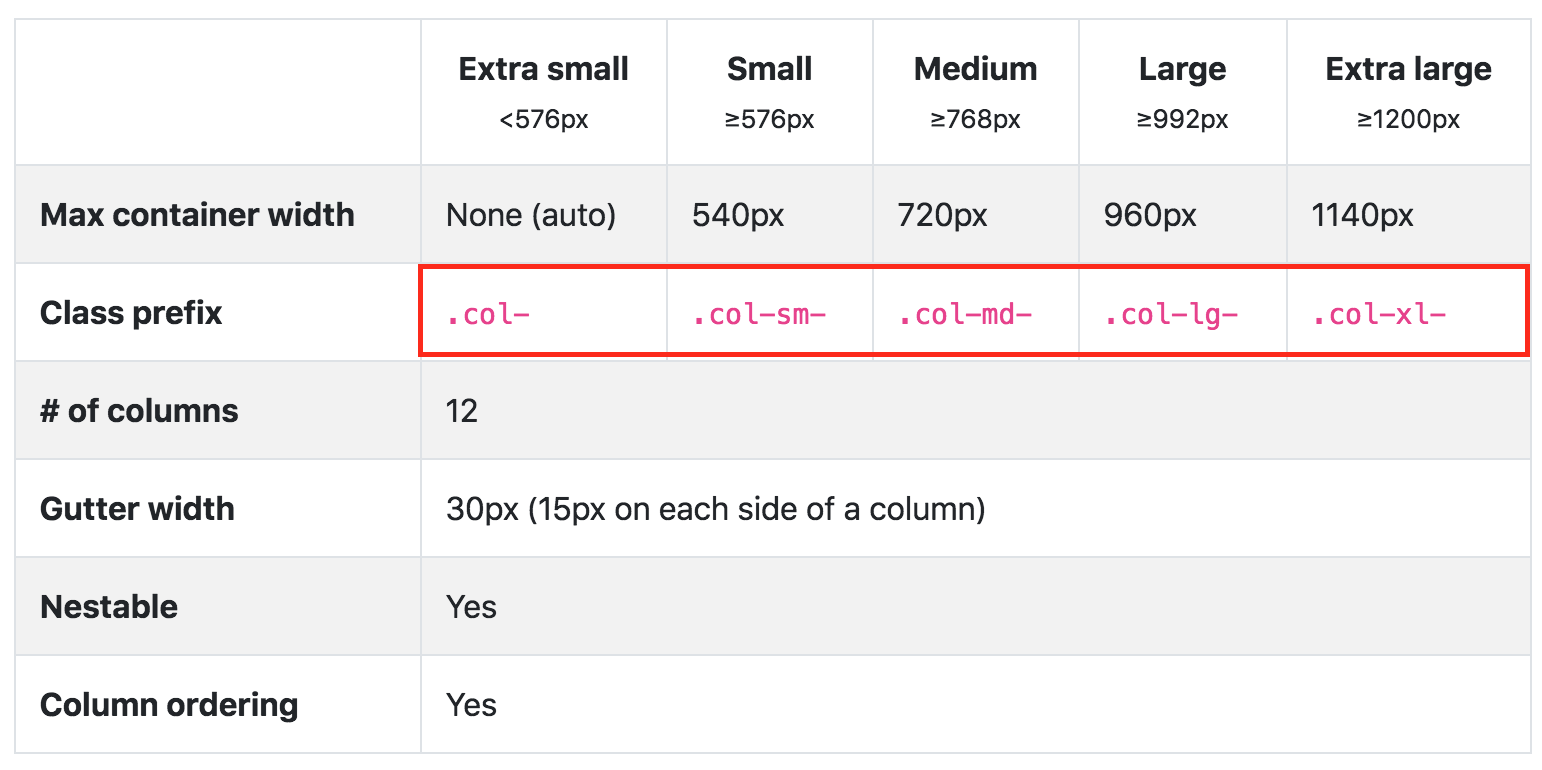 Extra small Small Medium Large Extra large
<576px ≥576px ≥768px ≥992px ≥1200px
Max container width None (auto) 540px 720px 960px 1140px
Class prefix .col- .col-sm- .col-md- .col-lg- .col-xl-
# of columns 12
Gutter width 30px (15px on each side of a column)
Nestable Yes
Column ordering Yes